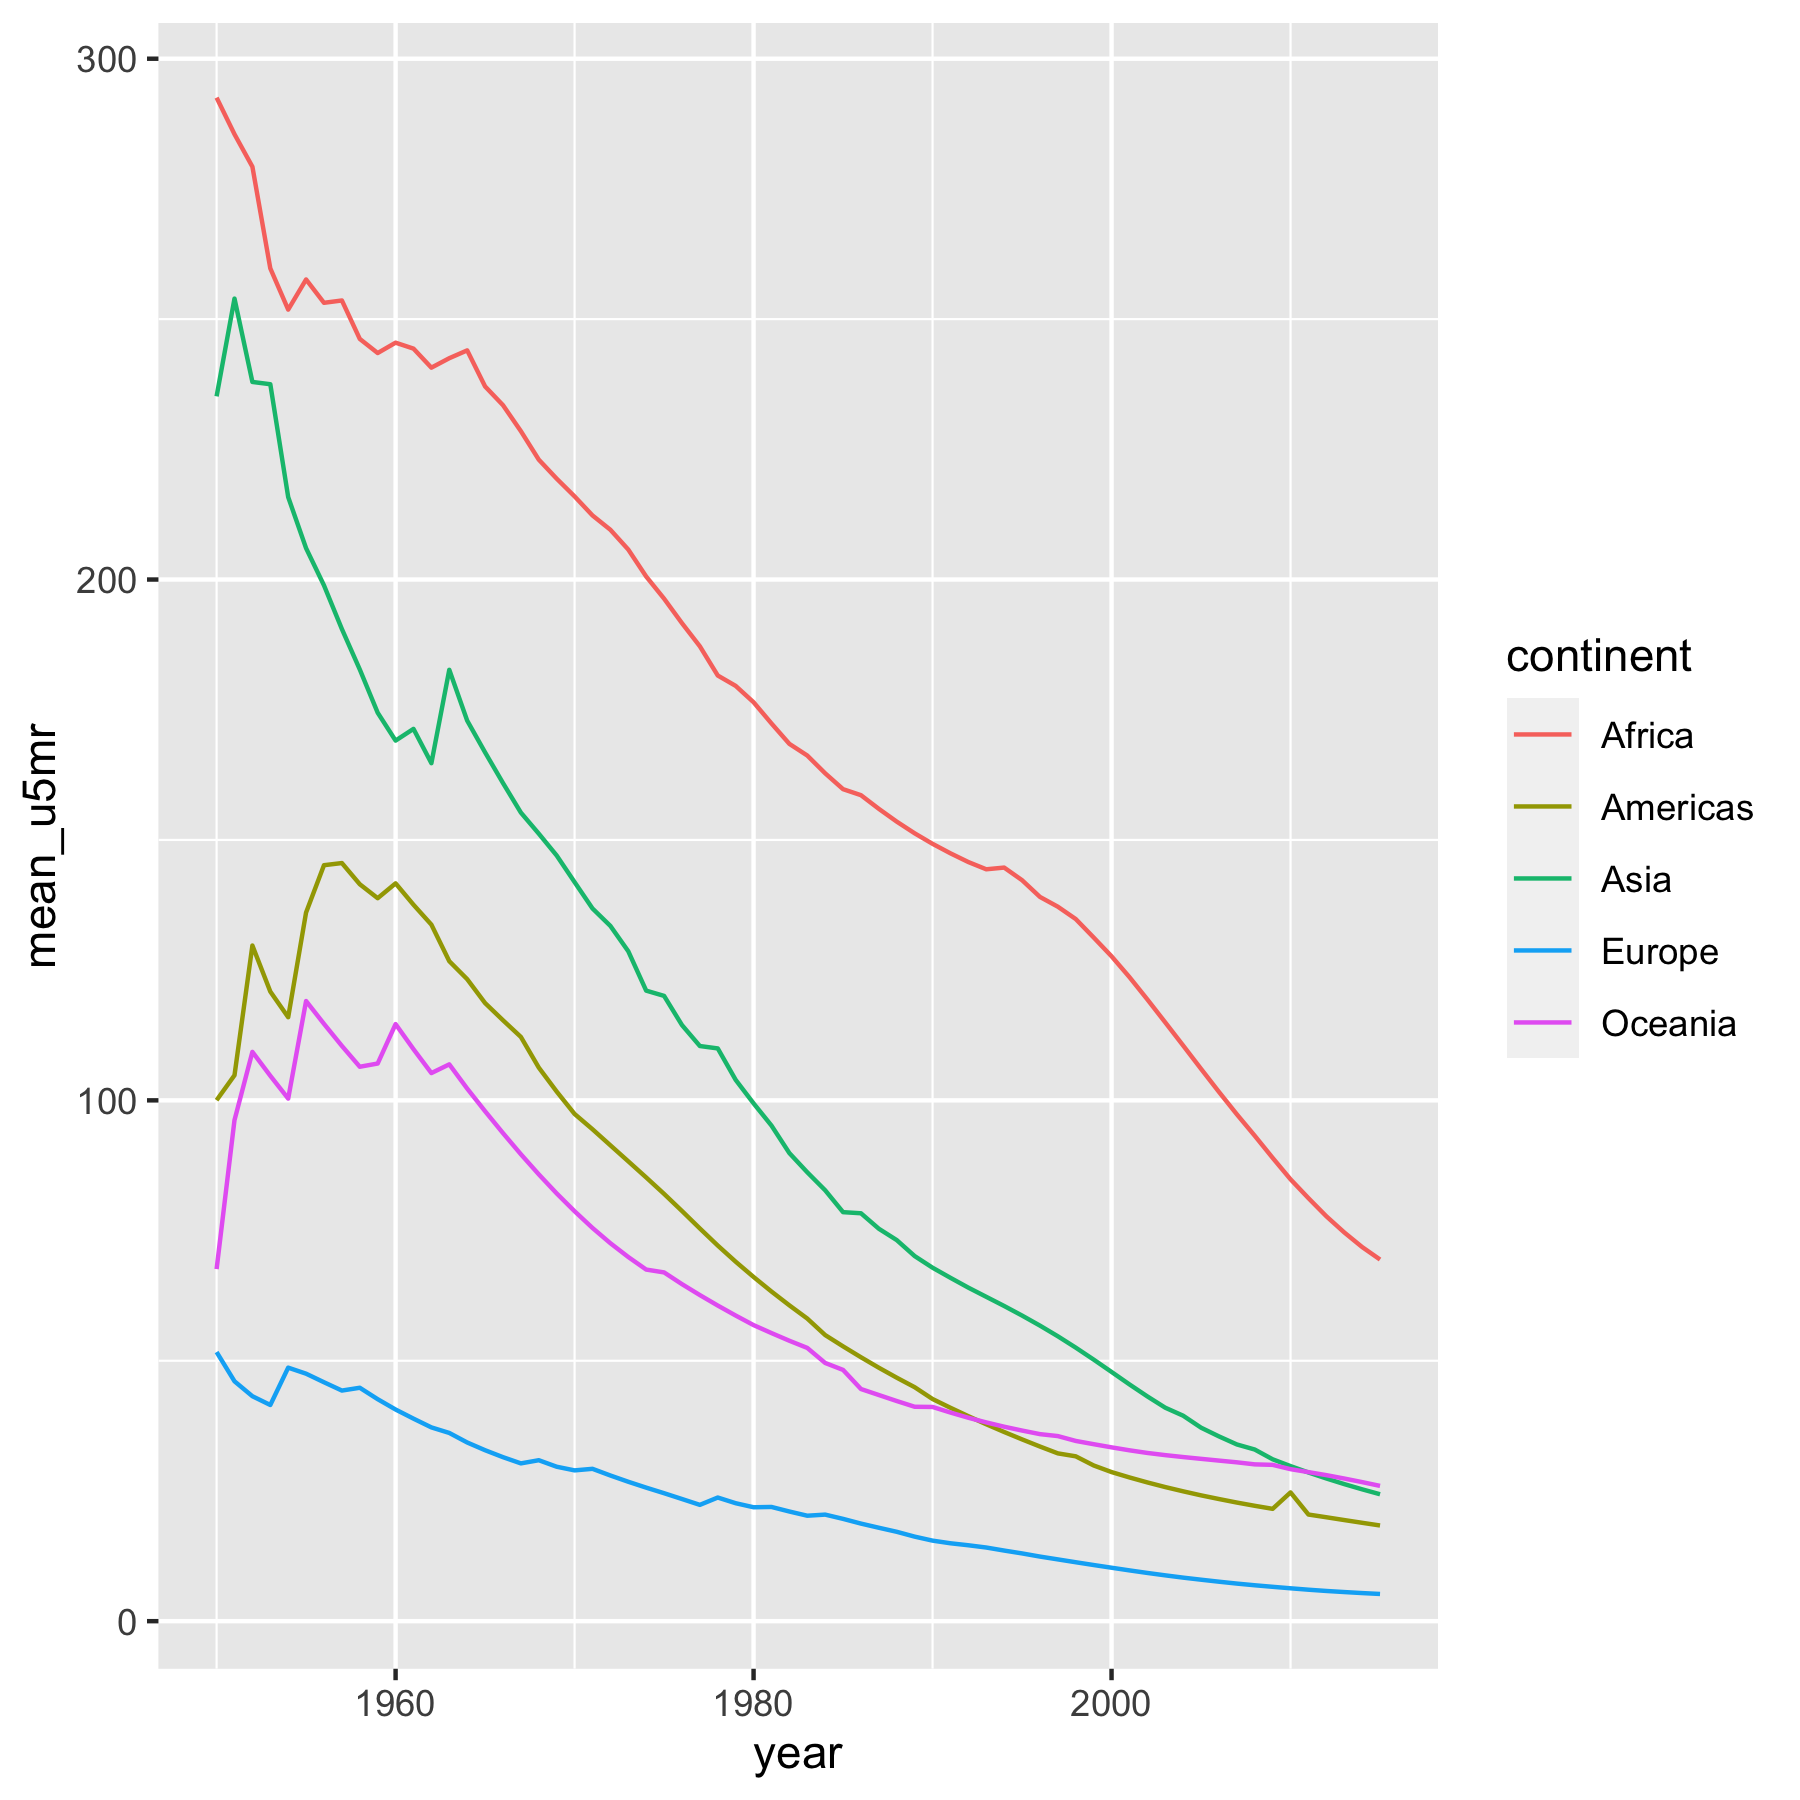 300
200
100
0
mean_u5mr
1960
1980
2000
year
continent
Africa
Americas
Asia
Europe
Oceania